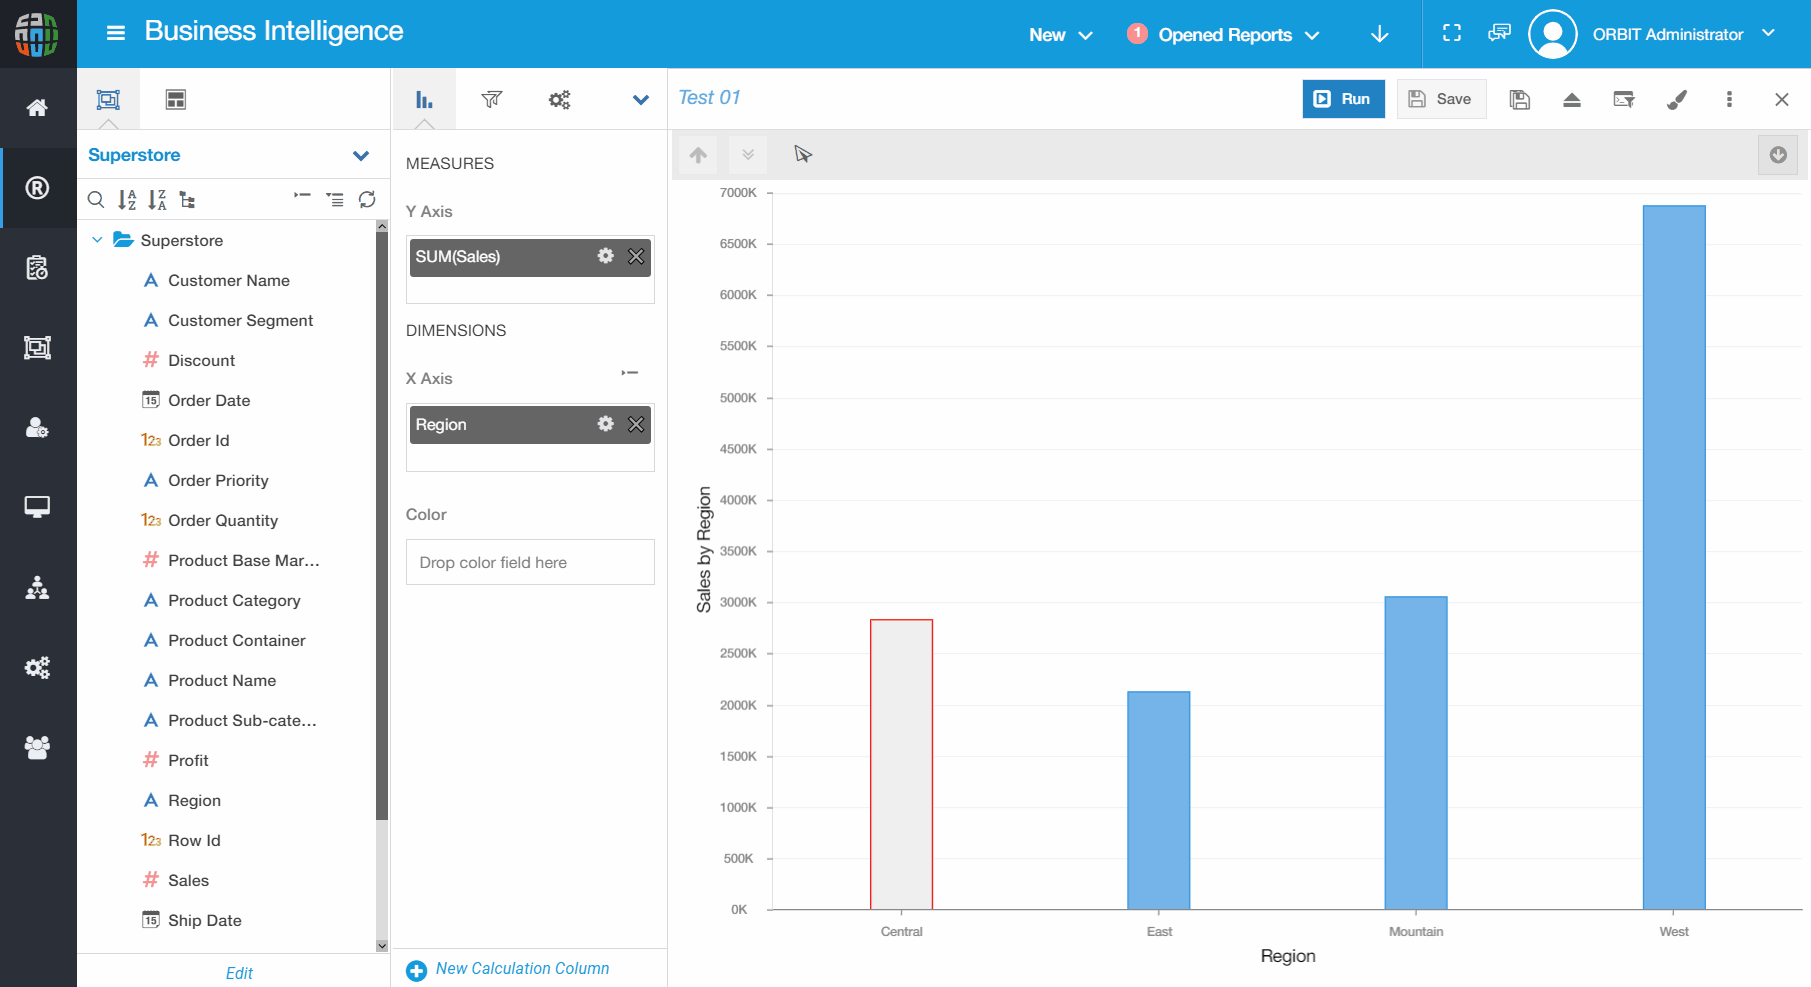 Business Intelligence
New
1 Opened Reports
ORBIT Administrator
Superstore
Superstore
Customer Name
Customer Segment
Discount
15 Order Date
123 Order Id
Order Priority
123 Order Quantity
Product Base Mar...
Product Category
Product Container
Product Name
Product Sub-cate...
Profit
Region
123 Row Id
Sales
15 Ship Date
Edit
MEASURES
Y Axis
SUM(Sales)
DIMENSIONS
X Axis
Region
Color
Drop color field here
New Calculation Column
Test 01
Run
Save
7000K
6500K
6000K
5500K
5000K
4500K
4000K
3500K
3000K
2500K
2000K
1500K
1000K
500K
0K
Sales by Region
Central
East
Mountain
West
Region